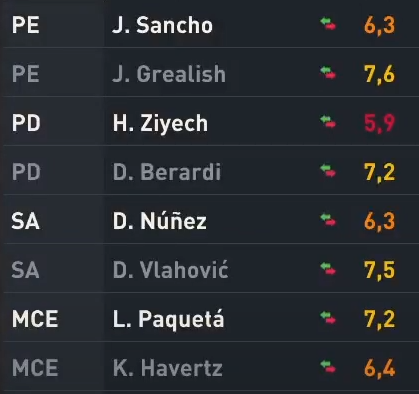 PE J. Sancho 6,3
PE J. Grealish 7,6
PD H. Ziyech 5,9
PD D. Berardi 7,2
SA D. Núñez 6,3
SA D. Vlahović 7,5
MCE L. Paquetá 7,2
MCE K. Havertz 6,4